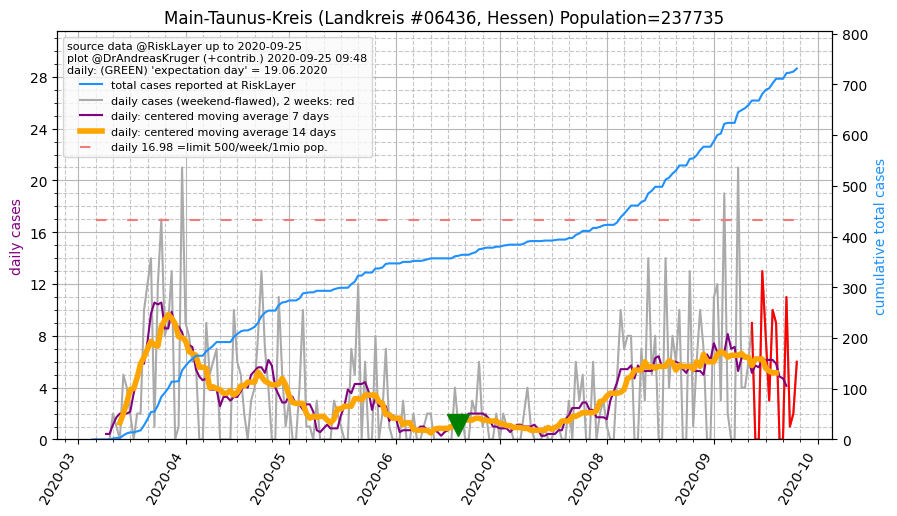 Main-Taunus-Kreis (Landkreis #06436, Hessen) Population=237735
source data @RiskLayer up to 2020-09-25
plot @DrAndreasKruger (+contrib.) 2020-09-25 09:48
daily: (GREEN) 'expectation day' = 19.06.2020
total cases reported at RiskLayer
daily cases (weekend-flawed), 2 weeks: red
daily: centered moving average 7 days
daily: centered moving average 14 days
daily 16.98 =limit 500/week/1mio pop.
daily cases
28
24
20
16
12
8
4
0
800
700
600
500
400
300
200
100
0
cumulative total cases
2020-03
2020-04
2020-05
2020-06
2020-07
2020-08
2020-09
2020-10